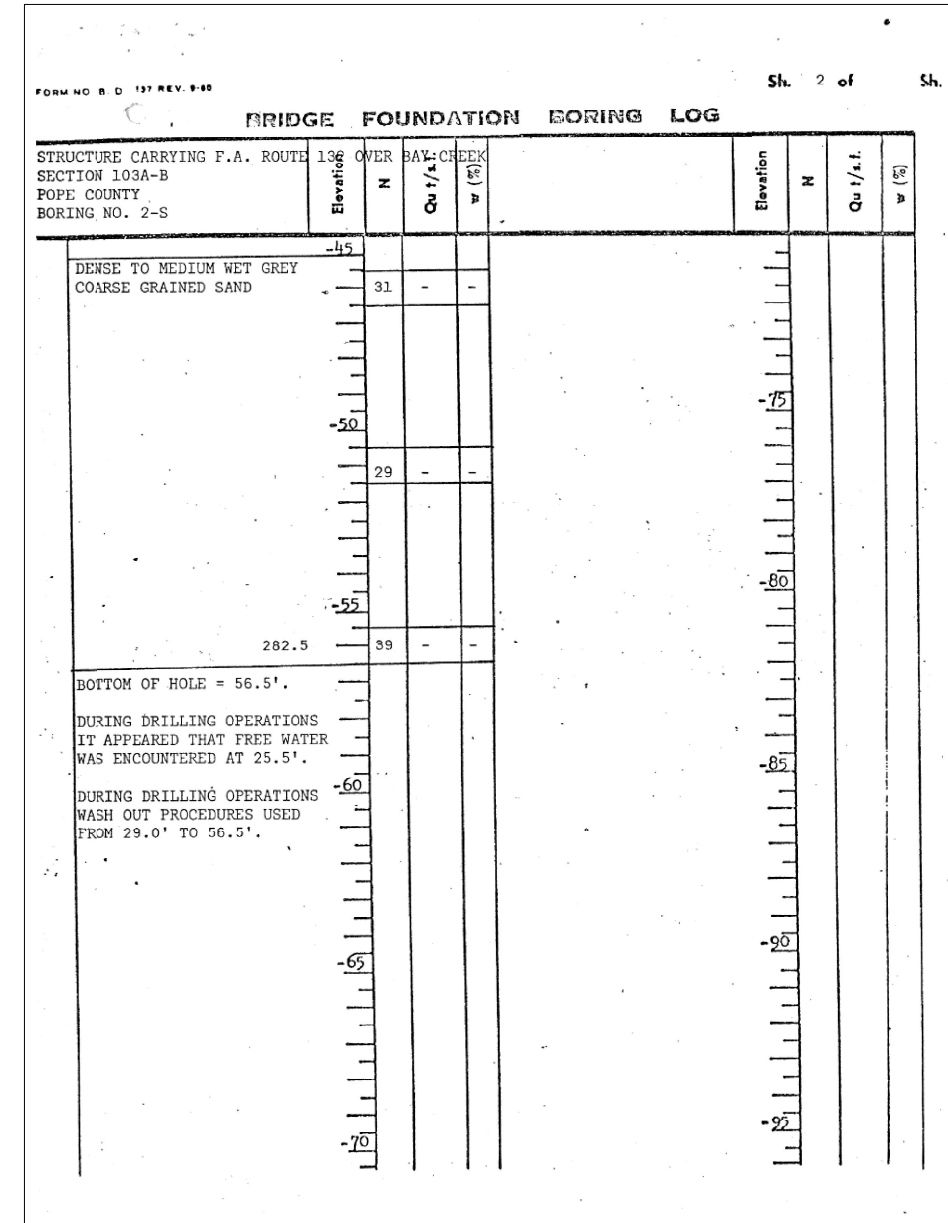 Sh. 2 of Sh.
FORM NO B. D. 137 REV. 9-60
BRIDGE FOUNDATION BORING LOG
STRUCTURE CARRYING F.A. ROUTE OVER BAY CREEK
SECTION 103A-B
POPE COUNTY
BORING NO. 2-S
Elevation N Qu t/s.f. w (%)
Elevation N Qu t/s.f. w (%)
-45
DENSE TO MEDIUM WET GREY
COARSE GRAINED SAND 31 - -
-75
-50
29 - -
-80
-55
282.5 39 - -
BOTTOM OF HOLE = 56.5'.
DURING DRILLING OPERATIONS
IT APPEARED THAT FREE WATER
WAS ENCOUNTERED AT 25.5'.
-85
-60
DURING DRILLING OPERATIONS
WASH OUT PROCEDURES USED
FROM 29.0' TO 56.5'.
-90
-65
-95
-70